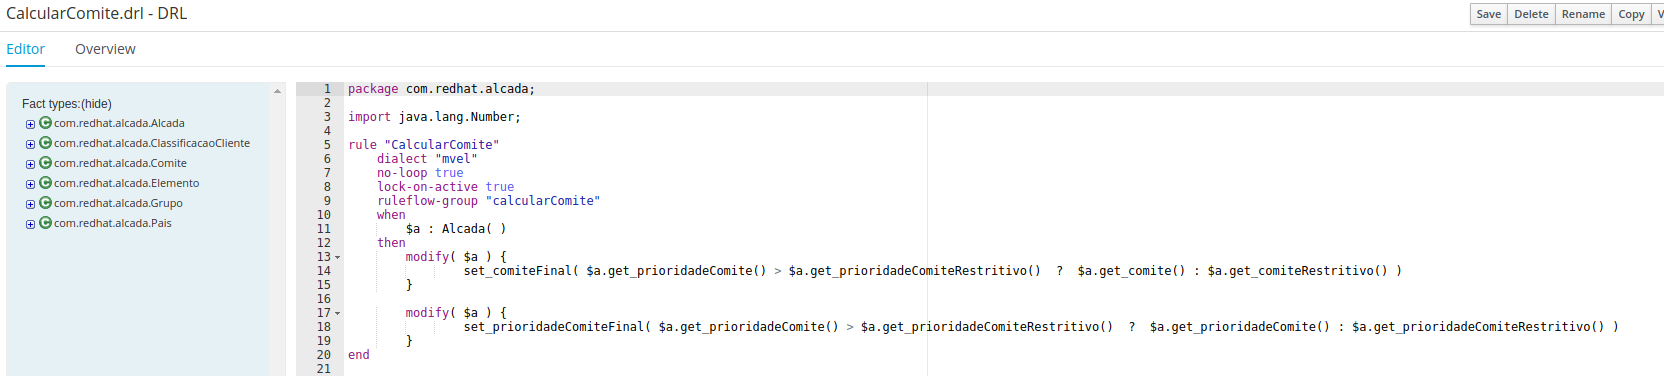 CalcularComite.drl - DRL
Save Delete Rename Copy V
Editor Overview
Fact types:(hide)
com.redhat.alcada.Alcada
com.redhat.alcada.ClassificacaoCliente
com.redhat.alcada.Comite
com.redhat.alcada.Elemento
com.redhat.alcada.Grupo
com.redhat.alcada.Pais
1 package com.redhat.alcada;
2
3 import java.lang.Number;
4
5 rule "CalcularComite"
6 dialect "mvel"
7 no-loop true
8 lock-on-active true
9 ruleflow-group "calcularComite"
10 when
11 $a : Alcada( )
12 then
13 modify( $a ) {
14 set_comiteFinal( $a.get_prioridadeComite() > $a.get_prioridadeComiteRestritivo() ? $a.get_comite() : $a.get_comiteRestritivo() )
15 }
16
17 modify( $a ) {
18 set_prioridadeComiteFinal( $a.get_prioridadeComite() > $a.get_prioridadeComiteRestritivo() ? $a.get_prioridadeComite() : $a.get_prioridadeComiteRestritivo() )
19 }
20 end
21